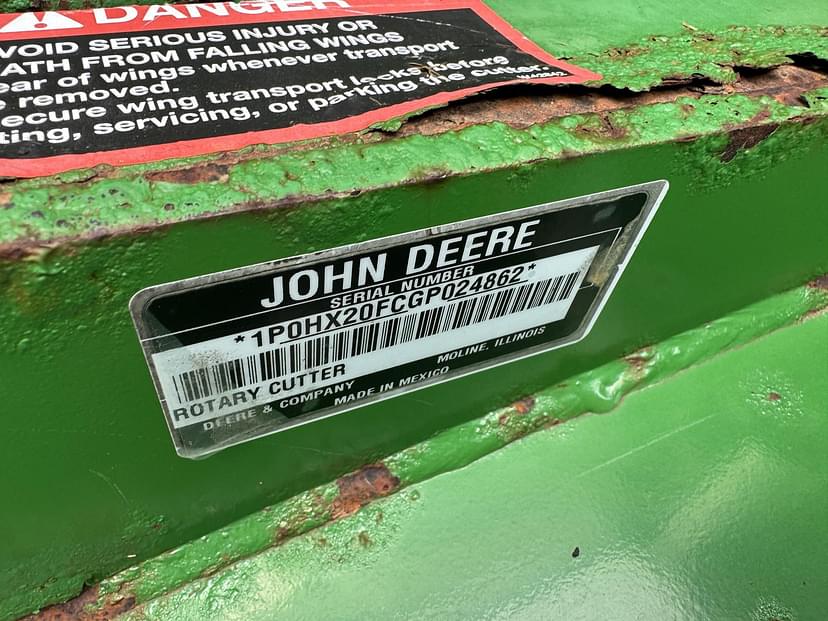 DANGER
VOID SERIOUS INJURY OR
ATH FROM FALLING WINGS
ear of wings whenever transport
e removed.
ecure wing transport locks before
ting, servicing, or parking the cutter.
W42842
JOHN DEERE
SERIAL NUMBER
*1P0HX20FCGP024862*
ROTARY CUTTER
DEERE & COMPANY MOLINE, ILLINOIS
MADE IN MEXICO